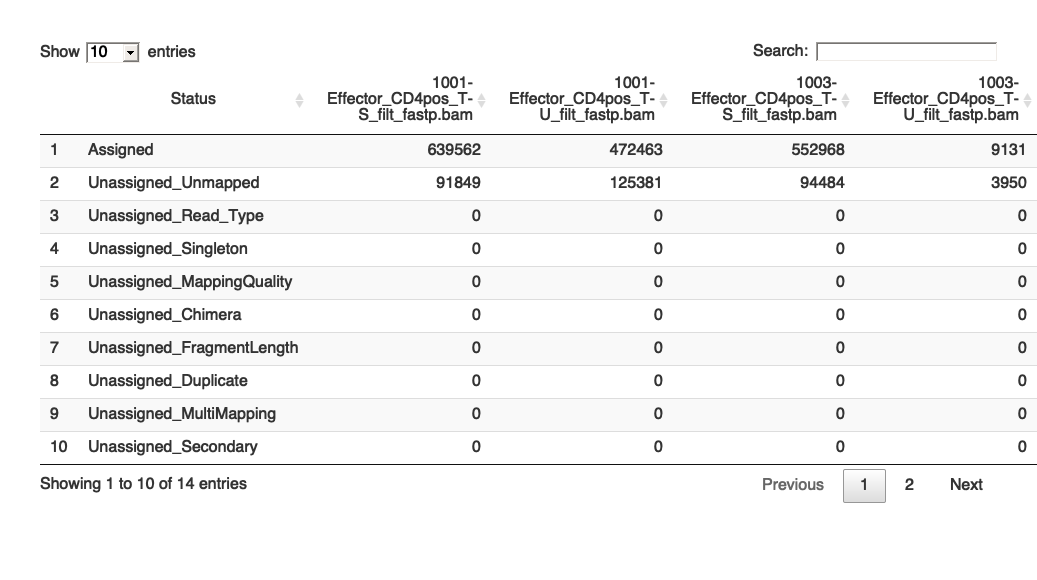 Show 10 entries Search:
Status 1001-Effector_CD4pos_T-S_filt_fastp.bam 1001-Effector_CD4pos_T-U_filt_fastp.bam 1003-Effector_CD4pos_T-S_filt_fastp.bam 1003-Effector_CD4pos_T-U_filt_fastp.bam
1 Assigned 639562 472463 552968 9131
2 Unassigned_Unmapped 91849 125381 94484 3950
3 Unassigned_Read_Type 0 0 0 0
4 Unassigned_Singleton 0 0 0 0
5 Unassigned_MappingQuality 0 0 0 0
6 Unassigned_Chimera 0 0 0 0
7 Unassigned_FragmentLength 0 0 0 0
8 Unassigned_Duplicate 0 0 0 0
9 Unassigned_MultiMapping 0 0 0 0
10 Unassigned_Secondary 0 0 0 0
Showing 1 to 10 of 14 entries Previous 1 2 Next